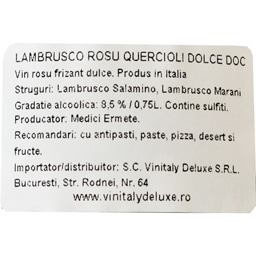 LAMBRUSCO ROSU QUERCIOLI DOLCE DOC
Vin rosu frizant dulce. Produs in Italia
Struguri: Lambrusco Salamino, Lambrusco Marani
Gradatie alcoolica: 8,5 % / 0,75L. Contine sulfiti.
Producator: Medici Ermete.
Recomandari: cu antipasti, paste, pizza, desert si
fructe.
Importator/distribuitor: S.C. Vinitaly Deluxe S.R.L.
Bucuresti, Str. Rodnei, Nr. 64
www.vinitalydeluxe.ro